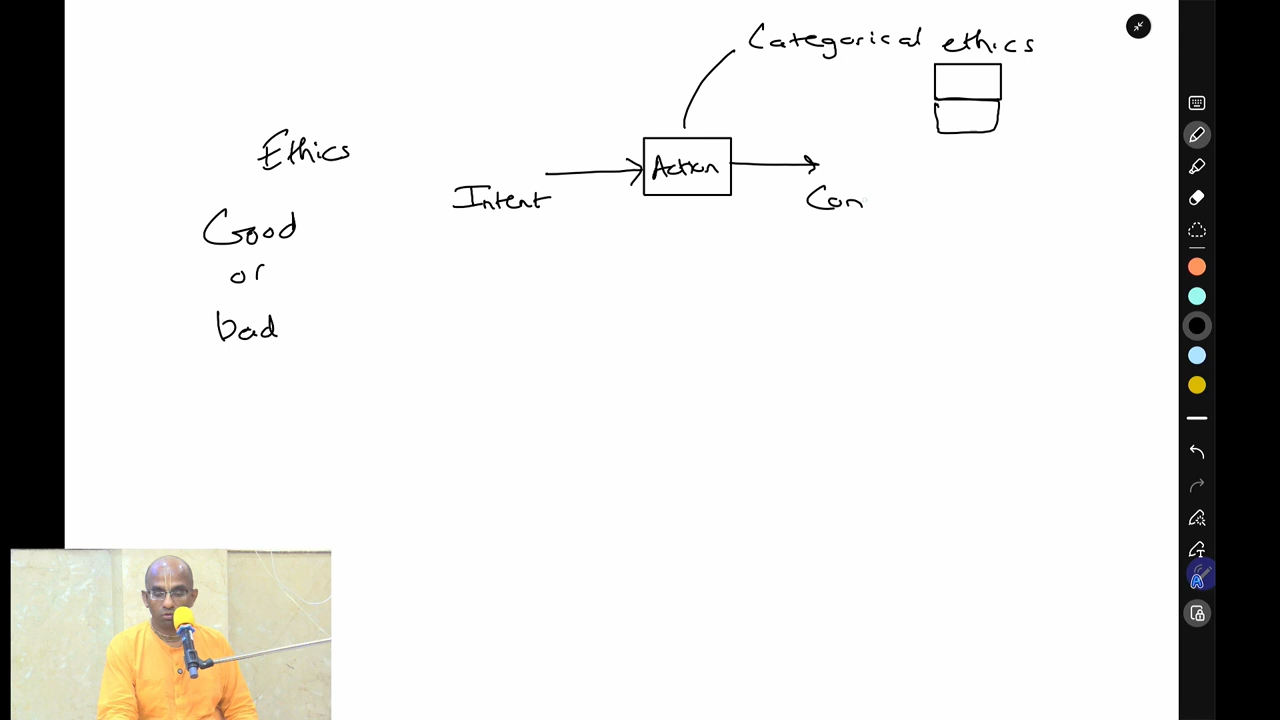 Categorical ethics
Ethics
Action
Intent
Con
Good
or
bad